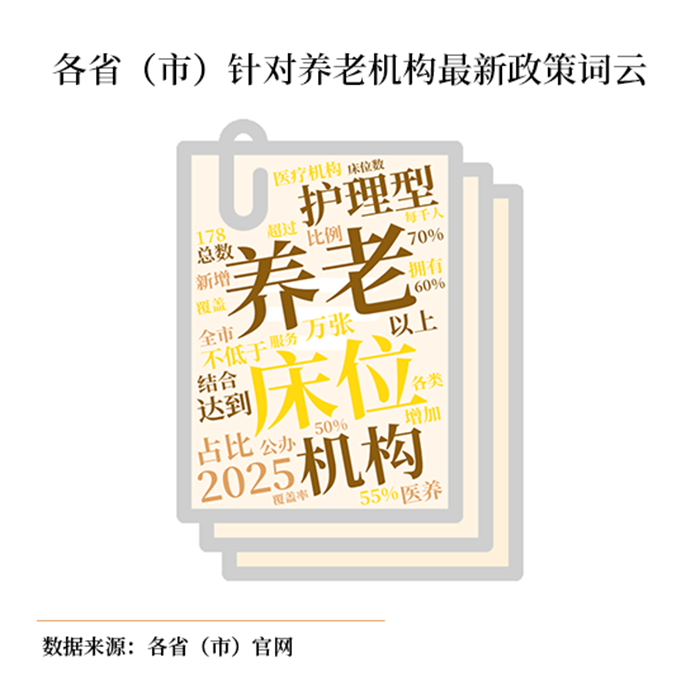 各省（市）针对养老机构最新政策词云
医疗机构 床位数
护理型
每千人
178 超过 比例 70%
总数
养老
新增 拥有
60%
覆盖
全市 服务 万张 以上
不低于
床位
结合 各类
达到 增加
50%
占比 公办 机构
2025
覆盖率 55% 医养
数据来源：各省（市）官网